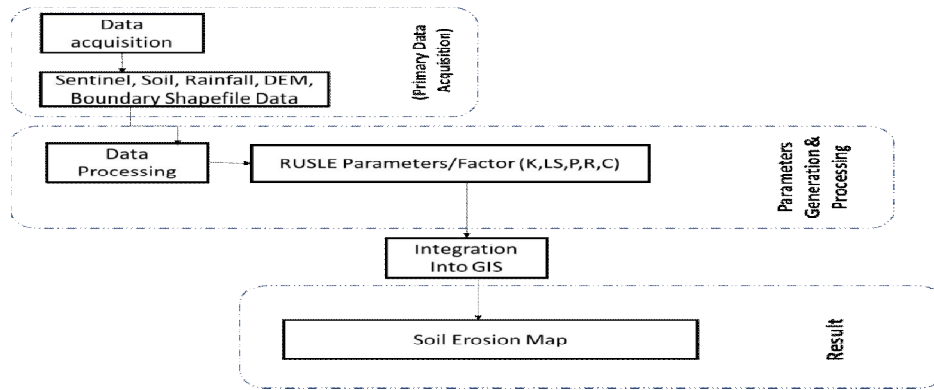 Data
acquisition
Sentinel, Soil, Rainfall, DEM,
Boundary Shapefile Data
(Primary Data
Acquisition)
Data
Processing
RUSLE Parameters/Factor (K,LS,P,R,C)
Parameters
Generation &
Processing
Integration
Into GIS
Soil Erosion Map
Result